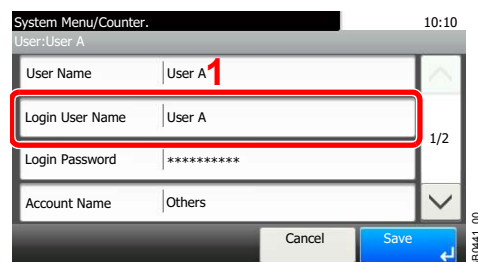 System Menu/Counter. 10:10
User:User A
User Name User A 1
Login User Name User A
1/2
Login Password **********
Account Name Others
Cancel Save
B0441_00